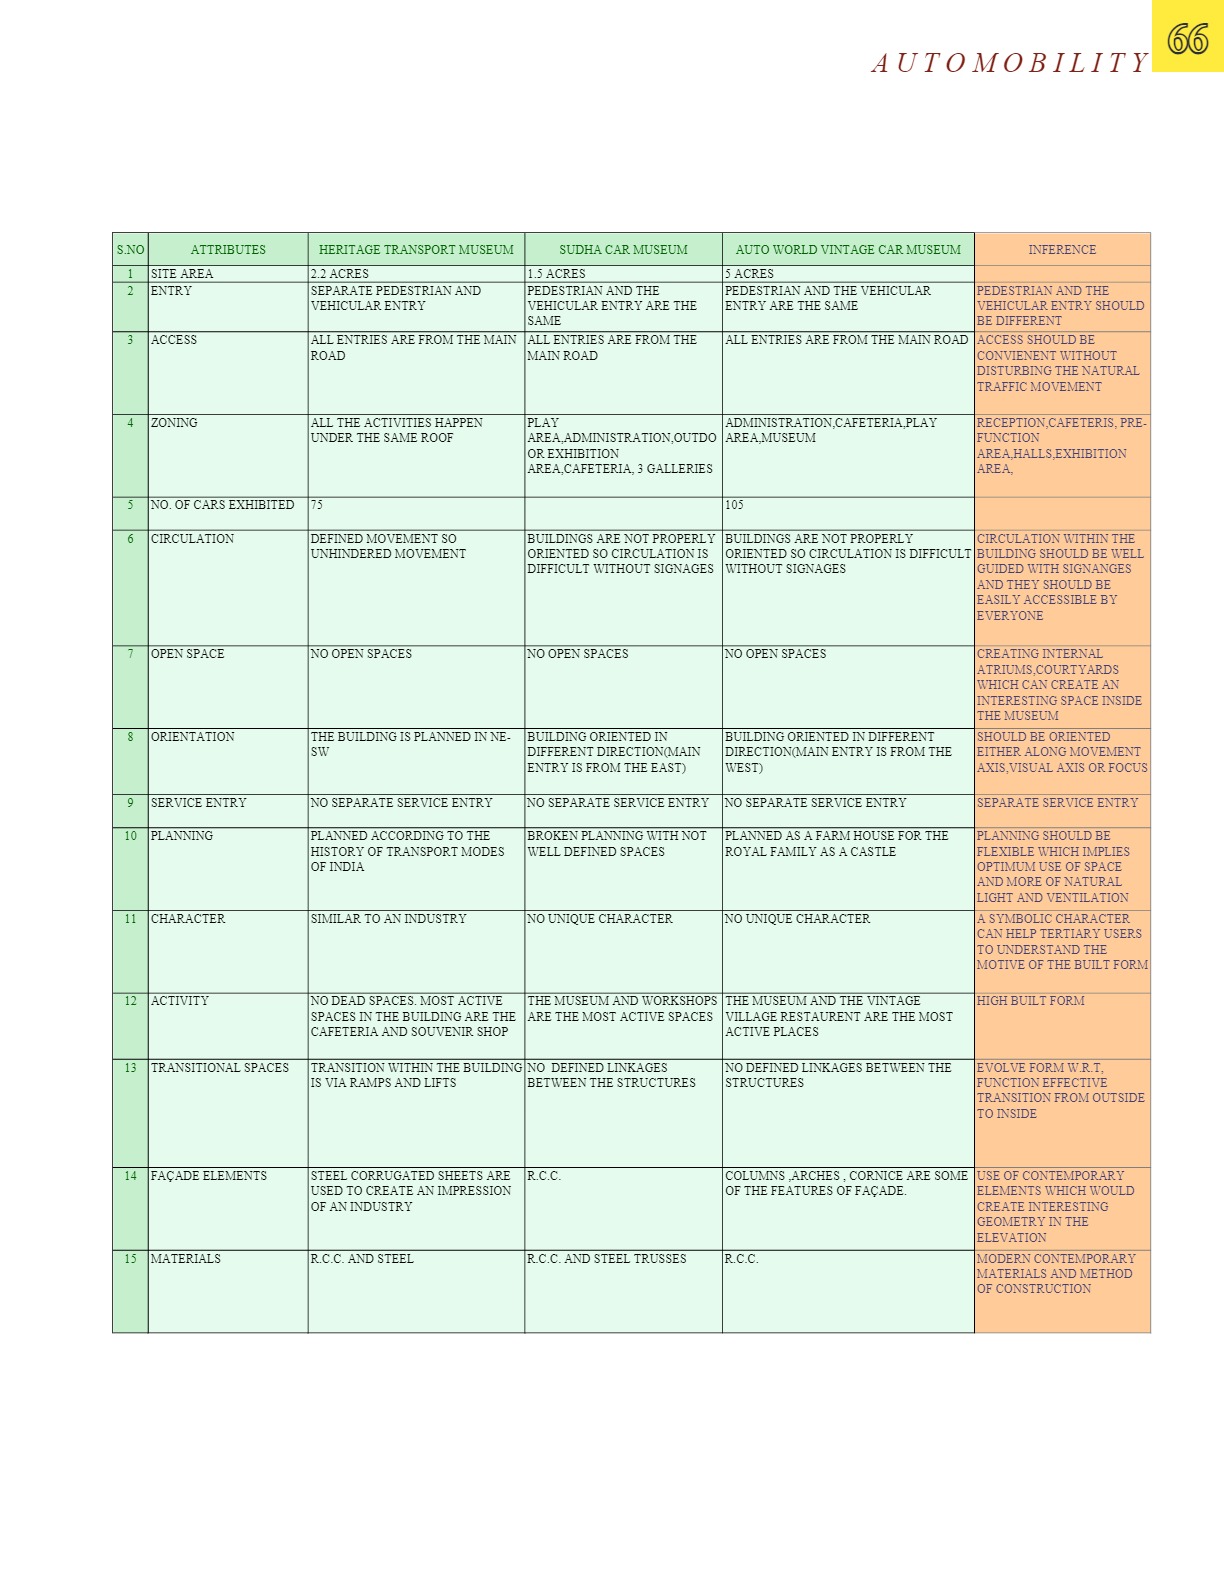 66
AUTOMOBILITY
S.NO ATTRIBUTES HERITAGE TRANSPORT MUSEUM SUDHA CAR MUSEUM AUTO WORLD VINTAGE CAR MUSEUM INFERENCE
1 SITE AREA 2.2 ACRES 1.5 ACRES 5 ACRES
2 ENTRY SEPARATE PEDESTRIAN AND PEDESTRIAN AND THE PEDESTRIAN AND THE VEHICULAR PEDESTRIAN AND THE
VEHICULAR ENTRY VEHICULAR ENTRY ARE THE ENTRY ARE THE SAME VEHICULAR ENTRY SHOULD
SAME BE DIFFERENT
3 ACCESS ALL ENTRIES ARE FROM THE MAIN ALL ENTRIES ARE FROM THE ALL ENTRIES ARE FROM THE MAIN ROAD ACCESS SHOULD BE
ROAD MAIN ROAD CONVIENENT WITHOUT
DISTURBING THE NATURAL
TRAFFIC MOVEMENT
4 ZONING ALL THE ACTIVITIES HAPPEN PLAY ADMINISTRATION,CAFETERIA,PLAY RECEPTION,CAFETERIS, PRE-
UNDER THE SAME ROOF AREA,ADMINISTRATION,OUTDO AREA,MUSEUM FUNCTION
OR EXHIBITION AREA,HALLS,EXHIBITION
AREA,CAFETERIA, 3 GALLERIES AREA,
5 NO. OF CARS EXHIBITED 75 105
6 CIRCULATION DEFINED MOVEMENT SO BUILDINGS ARE NOT PROPERLY BUILDINGS ARE NOT PROPERLY CIRCULATION WITHIN THE
UNHINDERED MOVEMENT ORIENTED SO CIRCULATION IS ORIENTED SO CIRCULATION IS DIFFICULT BUILDING SHOULD BE WELL
DIFFICULT WITHOUT SIGNAGES WITHOUT SIGNAGES GUIDED WITH SIGNANGES
AND THEY SHOULD BE
EASILY ACCESSIBLE BY
EVERYONE
7 OPEN SPACE NO OPEN SPACES NO OPEN SPACES NO OPEN SPACES CREATING INTERNAL
ATRIUMS,COURTYARDS
WHICH CAN CREATE AN
INTERESTING SPACE INSIDE
THE MUSEUM
8 ORIENTATION THE BUILDING IS PLANNED IN NE- BUILDING ORIENTED IN BUILDING ORIENTED IN DIFFERENT SHOULD BE ORIENTED
SW DIFFERENT DIRECTION(MAIN DIRECTION(MAIN ENTRY IS FROM THE EITHER ALONG MOVEMENT
ENTRY IS FROM THE EAST) WEST) AXIS,VISUAL AXIS OR FOCUS
9 SERVICE ENTRY NO SEPARATE SERVICE ENTRY NO SEPARATE SERVICE ENTRY NO SEPARATE SERVICE ENTRY SEPARATE SERVICE ENTRY
10 PLANNING PLANNED ACCORDING TO THE BROKEN PLANNING WITH NOT PLANNED AS A FARM HOUSE FOR THE PLANNING SHOULD BE
HISTORY OF TRANSPORT MODES WELL DEFINED SPACES ROYAL FAMILY AS A CASTLE FLEXIBLE WHICH IMPLIES
OF INDIA OPTIMUM USE OF SPACE
AND MORE OF NATURAL
LIGHT AND VENTILATION
11 CHARACTER SIMILAR TO AN INDUSTRY NO UNIQUE CHARACTER NO UNIQUE CHARACTER A SYMBOLIC CHARACTER
CAN HELP TERTIARY USERS
TO UNDERSTAND THE
MOTIVE OF THE BUILT FORM
12 ACTIVITY NO DEAD SPACES. MOST ACTIVE THE MUSEUM AND WORKSHOPS THE MUSEUM AND THE VINTAGE HIGH BUILT FORM
SPACES IN THE BUILDING ARE THE ARE THE MOST ACTIVE SPACES VILLAGE RESTAURENT ARE THE MOST
CAFETERIA AND SOUVENIR SHOP ACTIVE PLACES
13 TRANSITIONAL SPACES TRANSITION WITHIN THE BUILDING NO DEFINED LINKAGES NO DEFINED LINKAGES BETWEEN THE EVOLVE FORM W.R.T,
IS VIA RAMPS AND LIFTS BETWEEN THE STRUCTURES STRUCTURES FUNCTION EFFECTIVE
TRANSITION FROM OUTSIDE
TO INSIDE
14 FAÇADE ELEMENTS STEEL CORRUGATED SHEETS ARE R.C.C. COLUMNS ,ARCHES , CORNICE ARE SOME USE OF CONTEMPORARY
USED TO CREATE AN IMPRESSION OF THE FEATURES OF FAÇADE. ELEMENTS WHICH WOULD
OF AN INDUSTRY CREATE INTERESTING
GEOMETRY IN THE
ELEVATION
15 MATERIALS R.C.C. AND STEEL R.C.C. AND STEEL TRUSSES R.C.C. MODERN CONTEMPORARY
MATERIALS AND METHOD
OF CONSTRUCTION